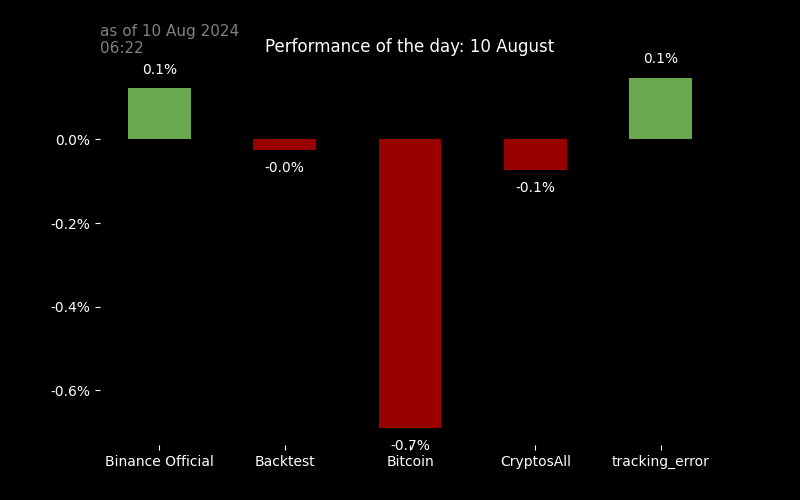 as of 10 Aug 2024
06:22
Performance of the day: 10 August
0.1%
0.1%
0.0%
-0.0%
-0.1%
-0.2%
-0.4%
-0.6%
-0.7%
Binance Official
Backtest
Bitcoin
CryptosAll
tracking_error